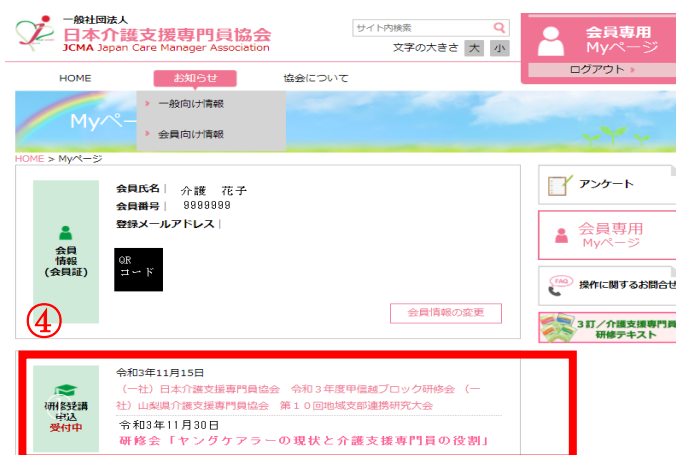 一般社団法人
日本介護支援専門員協会
JCMA Japan Care Manager Association
サイト内検索
文字の大きさ 大 小
会員専用
Myページ
ログアウト
HOME お知らせ 協会について
一般向け情報
会員向け情報
Myペー
HOME > Myページ
会員氏名| 介護 花子
会員番号| 9999999
登録メールアドレス|
会員
情報
(会員証)
QR
コード
会員情報の変更
アンケート
会員専用
Myページ
FAQ 操作に関するお問合せ
3訂/介護支援専門員
研修テキスト
④
研修受講
申込
受付中
令和3年11月15日
(一社)日本介護支援専門員協会 令和3年度甲信越ブロック研修会 (一
社)山梨県介護支援専門員協会 第10回地域支部連携研究大会
令和3年11月30日
研修会「ヤングケアラーの現状と介護支援専門員の役割」